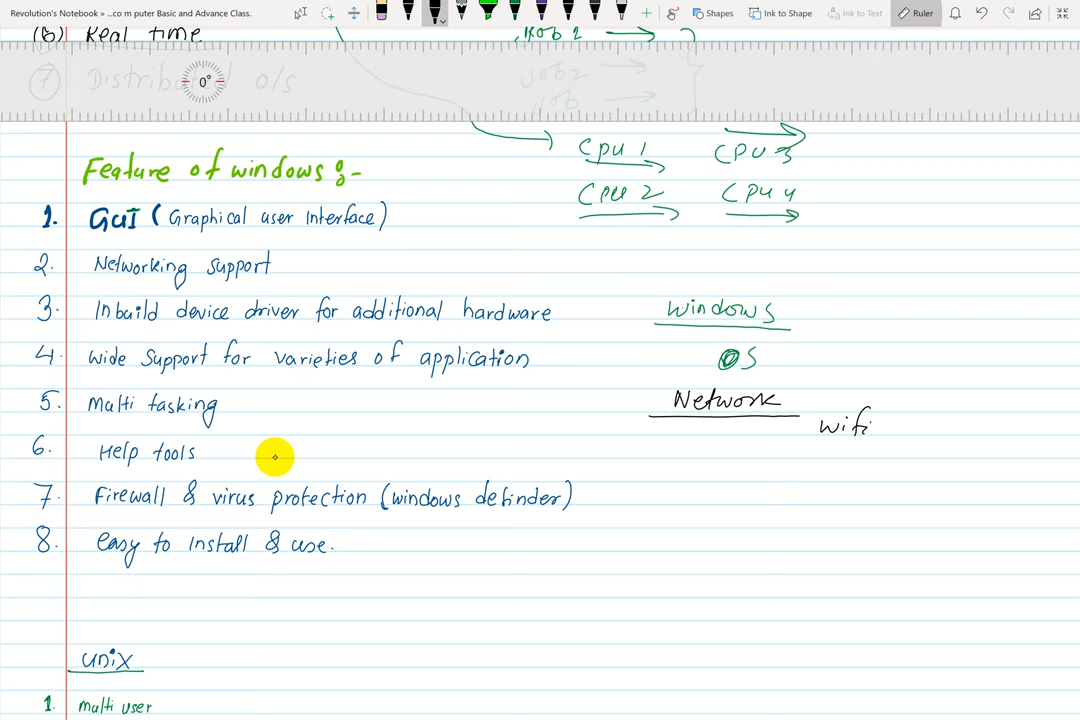 Revolution's Notebook » ...co m puter Basic and Advance Class.
Shapes
Ink to Shape
Ink to Text
Ruler
(6) Real time
Job 2
0°
(7) Distributed O/S
Job2
Job
Feature of windows :-
CPU 1
CPU 3
CPU 2
CPU 4
1. GUI (Graphical user Interface)
2. Networking support
3. Inbuild device driver for additional hardware
windows
4. Wide support for varieties of application
OS
5. Multi tasking
Network
wifi
6. Help tools
7. Firewall & virus protection (windows definder)
8. easy to install & use.
unix
1. multi user